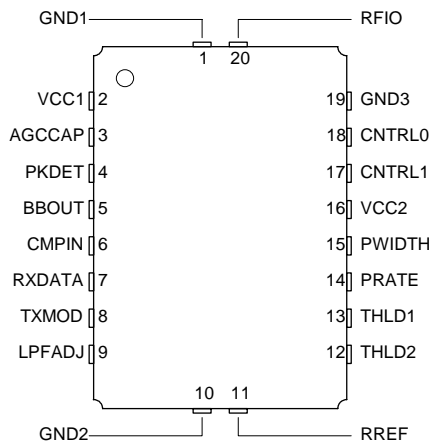 GND1 RFIO
1 20
VCC1 2 19 GND3
AGCCAP 3 18 CNTRL0
PKDET 4 17 CNTRL1
BBOUT 5 16 VCC2
CMPIN 6 15 PWIDTH
RXDATA 7 14 PRATE
TXMOD 8 13 THLD1
LPFADJ 9 12 THLD2
10 11
GND2 RREF